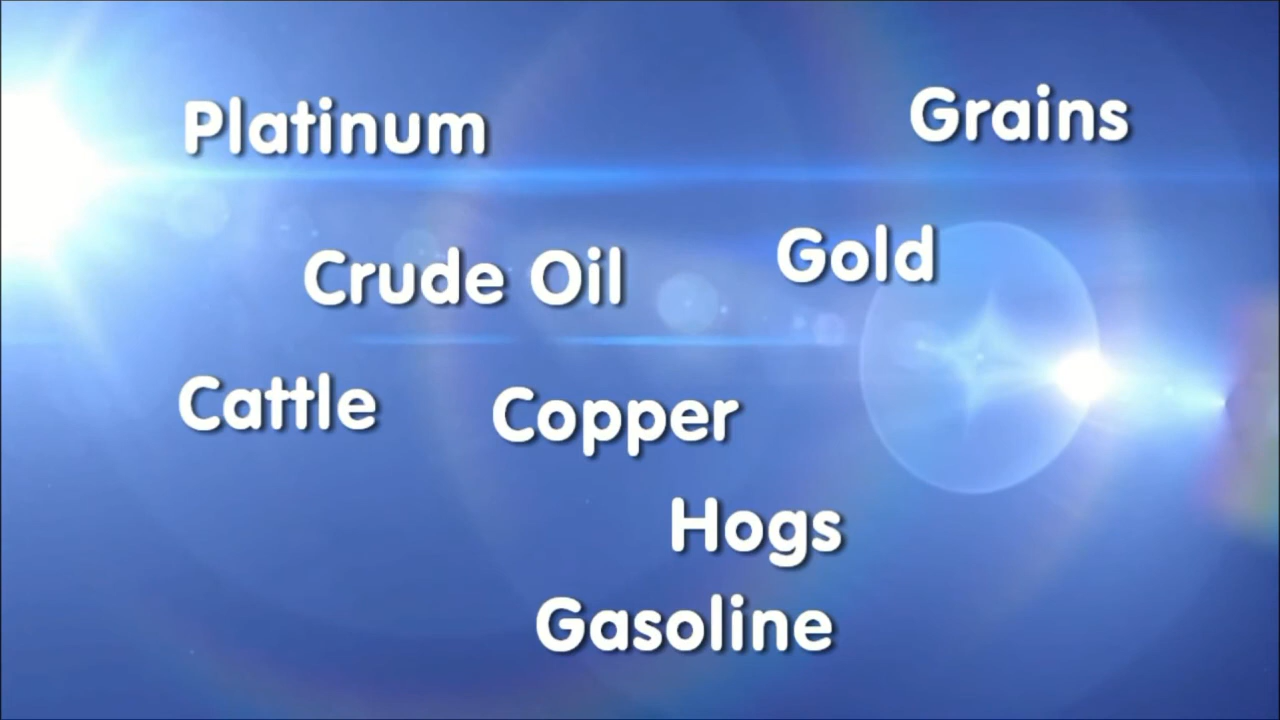 Platinum
Grains
Crude Oil
Gold
Cattle
Copper
Hogs
Gasoline